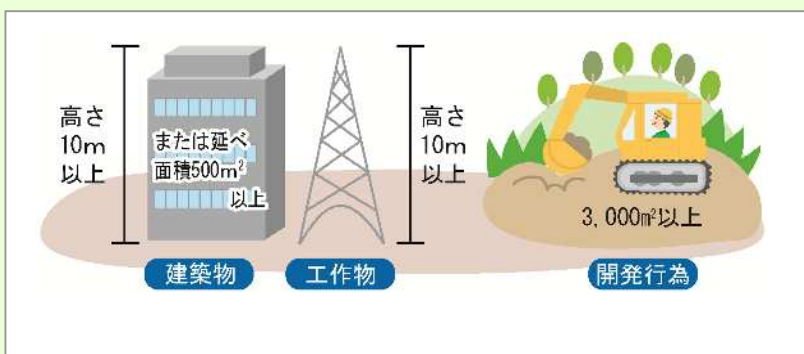 高さ
10m
以上
または延べ
面積500m²
以上
高さ
10m
以上
3,000㎡以上
建築物
工作物
開発行為